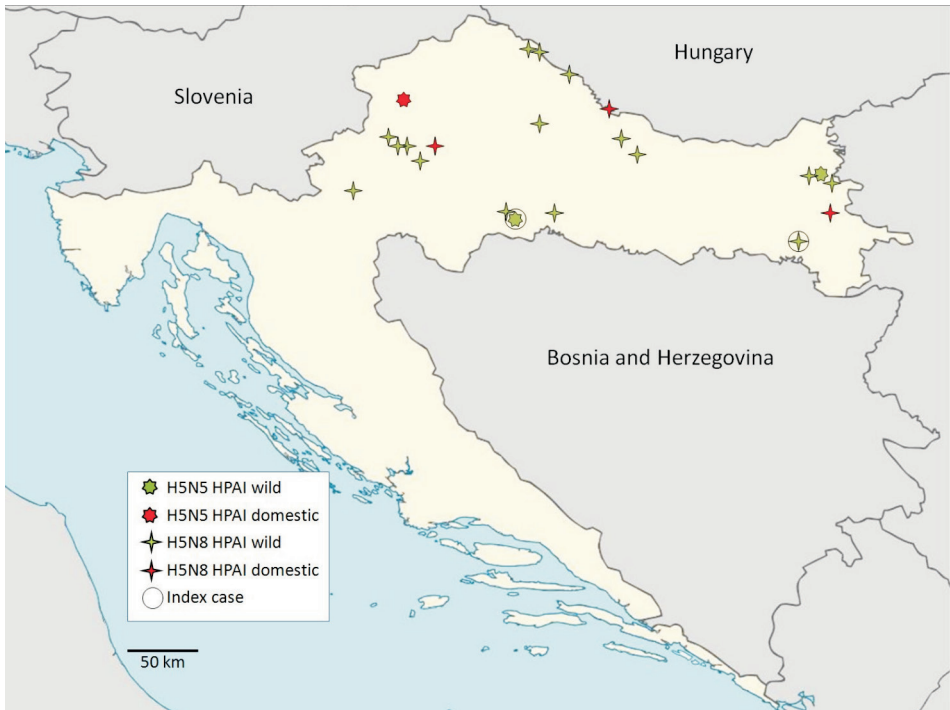 Hungary
Slovenia
Bosnia and Herzegovina
H5N5 HPAI wild
H5N5 HPAI domestic
H5N8 HPAI wild
H5N8 HPAI domestic
Index case
50 km